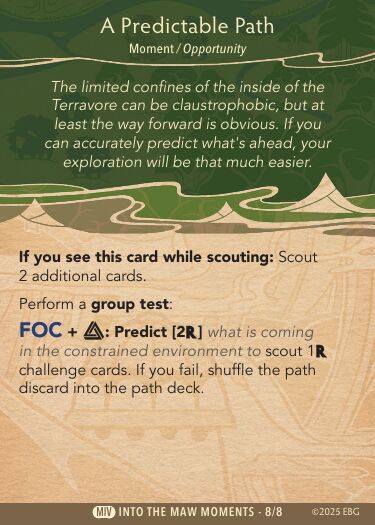 A Predictable Path
Moment / Opportunity
The limited confines of the inside of the
Terravore can be claustrophobic, but at
least the way forward is obvious. If you
can accurately predict what's ahead, your
exploration will be that much easier.
If you see this card while scouting: Scout
2 additional cards.
Perform a group test:
FOC + : Predict [2R] what is coming
in the constrained environment to scout 1R
challenge cards. If you fail, shuffle the path
discard into the path deck.
MIV INTO THE MAW MOMENTS - 8/8
©2025 EBG